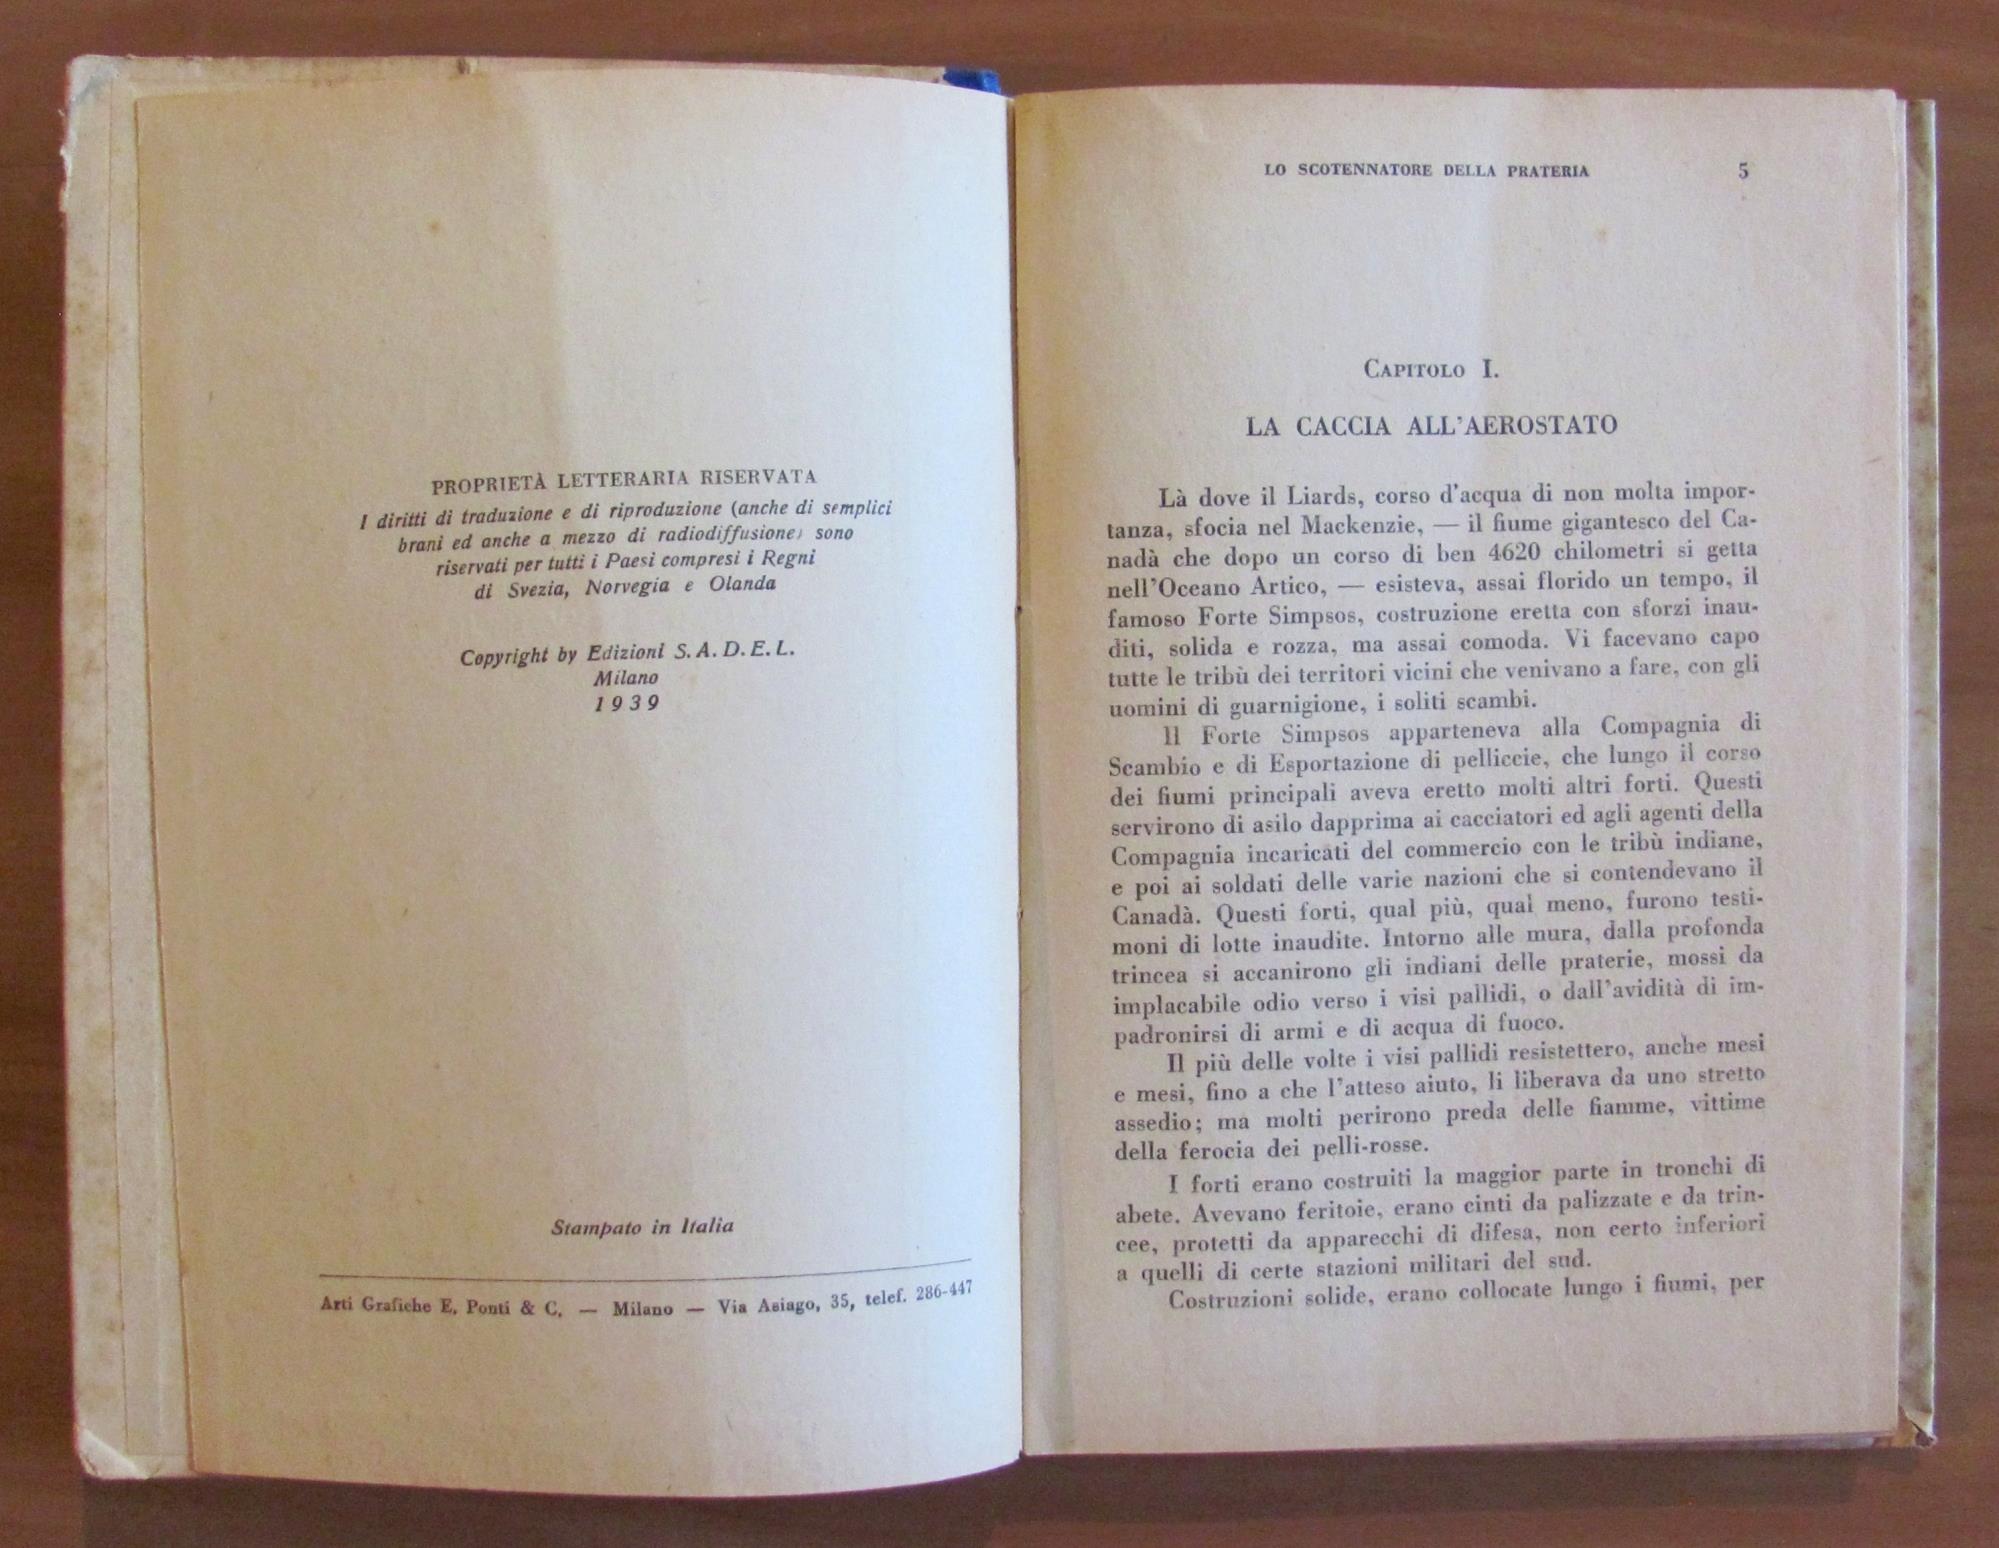 PROPRIETÀ LETTERARIA RISERVATA
I diritti di traduzione e di riproduzione (anche di semplici
brani ed anche a mezzo di radiodiffusione) sono
riservati per tutti i Paesi compresi i Regni
di Svezia, Norvegia e Olanda
Copyright by Edizioni S. A. D. E. L.
Milano
1939
Stampato in Italia
Arti Grafiche E. Ponti & C. — Milano — Via Asiago, 35, telef. 286-447
LO SCOTENNATORE DELLA PRATERIA 5
CAPITOLO I.
LA CACCIA ALL'AEROSTATO
Là dove il Liards, corso d'acqua di non molta impor-
tanza, sfocia nel Mackenzie, — il fiume gigantesco del Ca-
nadà che dopo un corso di ben 4620 chilometri si getta
nell'Oceano Artico, — esisteva, assai florido un tempo, il
famoso Forte Simpsos, costruzione eretta con sforzi inau-
diti, solida e rozza, ma assai comoda. Vi facevano capo
tutte le tribù dei territori vicini che venivano a fare, con gli
uomini di guarnigione, i soliti scambi.
Il Forte Simpsos apparteneva alla Compagnia di
Scambio e di Esportazione di pelliccie, che lungo il corso
dei fiumi principali aveva eretto molti altri forti. Questi
servirono di asilo dapprima ai cacciatori ed agli agenti della
Compagnia incaricati del commercio con le tribù indiane,
e poi ai soldati delle varie nazioni che si contendevano il
Canadà. Questi forti, qual più, qual meno, furono testi-
moni di lotte inaudite. Intorno alle mura, dalla profonda
trincea si accanirono gli indiani delle praterie, mossi da
implacabile odio verso i visi pallidi, o dall'avidità di im-
padronirsi di armi e di acqua di fuoco.
Il più delle volte i visi pallidi resistettero, anche mesi
e mesi, fino a che l'atteso aiuto, li liberava da uno stretto
assedio; ma molti perirono preda delle fiamme, vittime
della ferocia dei pelli-rosse.
I forti erano costruiti la maggior parte in tronchi di
abete. Avevano feritoie, erano cinti da palizzate e da trin-
cee, protetti da apparecchi di difesa, non certo inferiori
a quelli di certe stazioni militari del sud.
Costruzioni solide, erano collocate lungo i fiumi, per